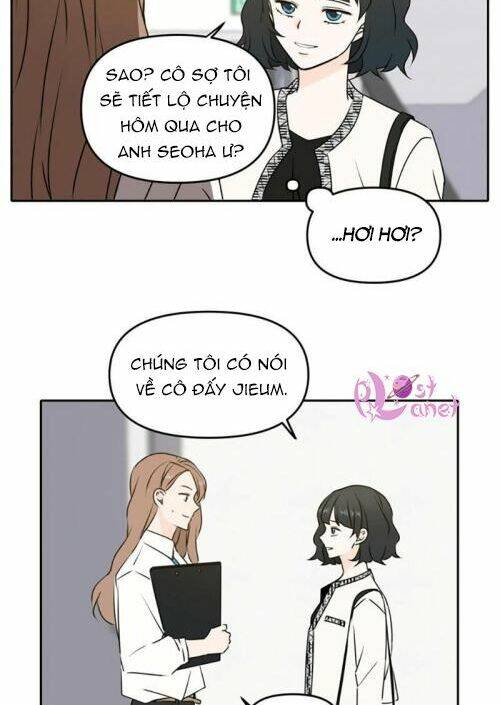 SAO? CÔ SỢ TÔI
SẼ TIẾT LỘ CHUYỆN
HÔM QUA CHO
ANH SEOHA Ư?
...HƠI HƠI?
CHÚNG TÔI CÓ NÓI
VỀ CÔ ĐẤY JIEUM.
Lost
Planet